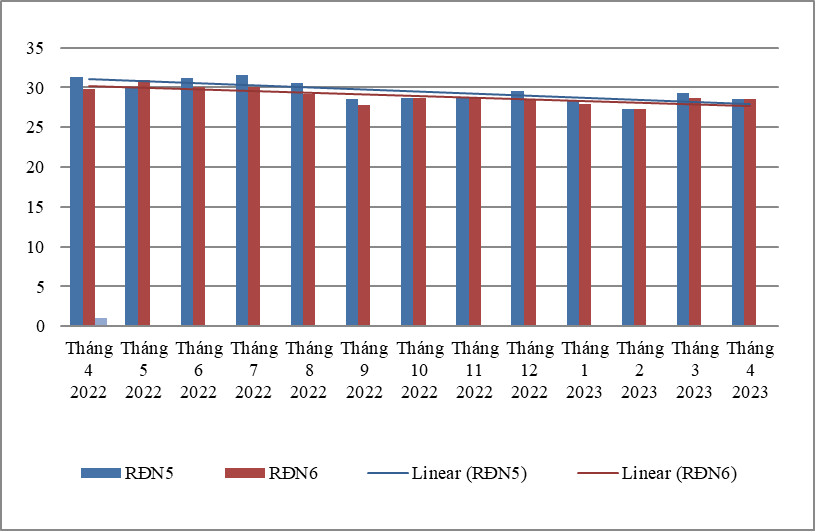 35
30
25
20
15
10
5
0
Tháng Tháng Tháng Tháng Tháng Tháng Tháng Tháng Tháng Tháng Tháng Tháng Tháng
4 5 6 7 8 9 10 11 12 1 2 3 4
2022 2022 2022 2022 2022 2022 2022 2022 2022 2023 2023 2023 2023
RĐN5 RĐN6 Linear (RĐN5) Linear (RĐN6)